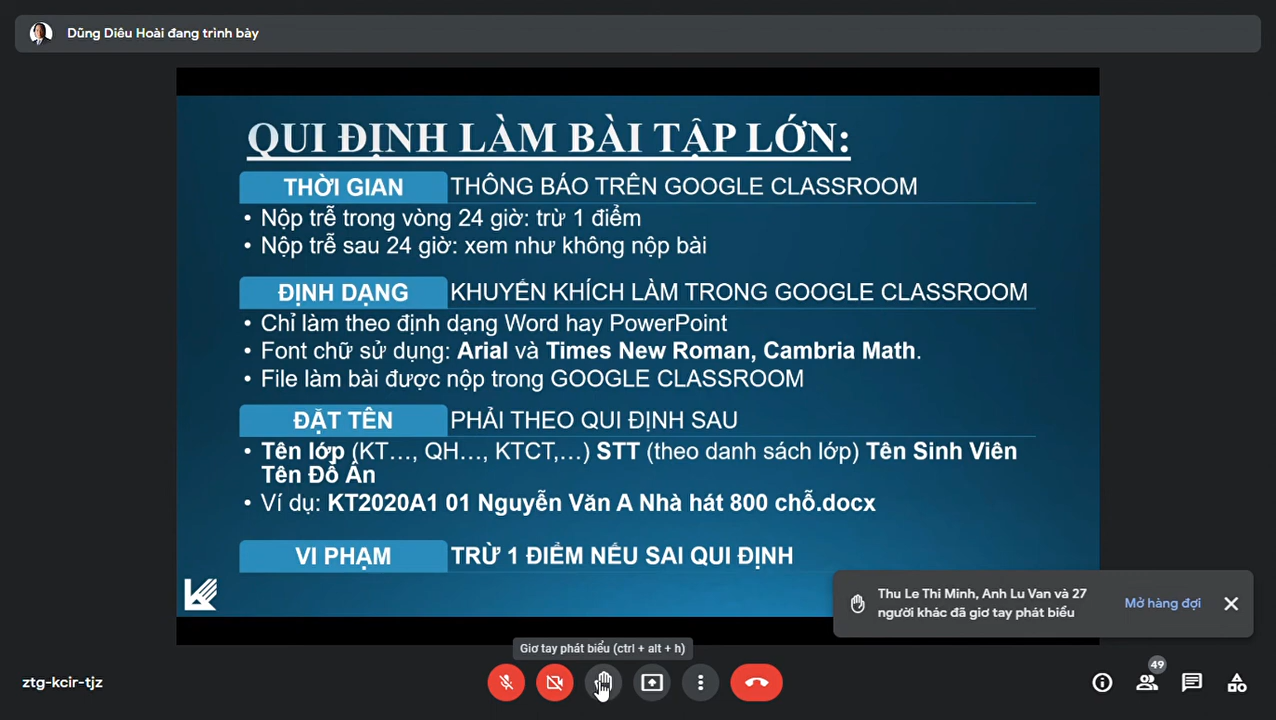 Dũng Diêu Hoài đang trình bày
QUI ĐỊNH LÀM BÀI TẬP LỚN:
THỜI GIAN THÔNG BÁO TRÊN GOOGLE CLASSROOM
• Nộp trễ trong vòng 24 giờ: trừ 1 điểm
• Nộp trễ sau 24 giờ: xem như không nộp bài
ĐỊNH DẠNG KHUYẾN KHÍCH LÀM TRONG GOOGLE CLASSROOM
• Chỉ làm theo định dạng Word hay PowerPoint
• Font chữ sử dụng: Arial và Times New Roman, Cambria Math.
• File làm bài được nộp trong GOOGLE CLASSROOM
ĐẶT TÊN PHẢI THEO QUI ĐỊNH SAU
• Tên lớp (KT…, QH…, KTCT,…) STT (theo danh sách lớp) Tên Sinh Viên
Tên Đồ Án
• Ví dụ: KT2020A1 01 Nguyễn Văn A Nhà hát 800 chỗ.docx
VI PHẠM TRỪ 1 ĐIỂM NẾU SAI QUI ĐỊNH
Thu Le Thi Minh, Anh Lu Van và 27
người khác đã giơ tay phát biểu
Mở hàng đợi
Giơ tay phát biểu (ctrl + alt + h)
ztg-kcir-tjz
49